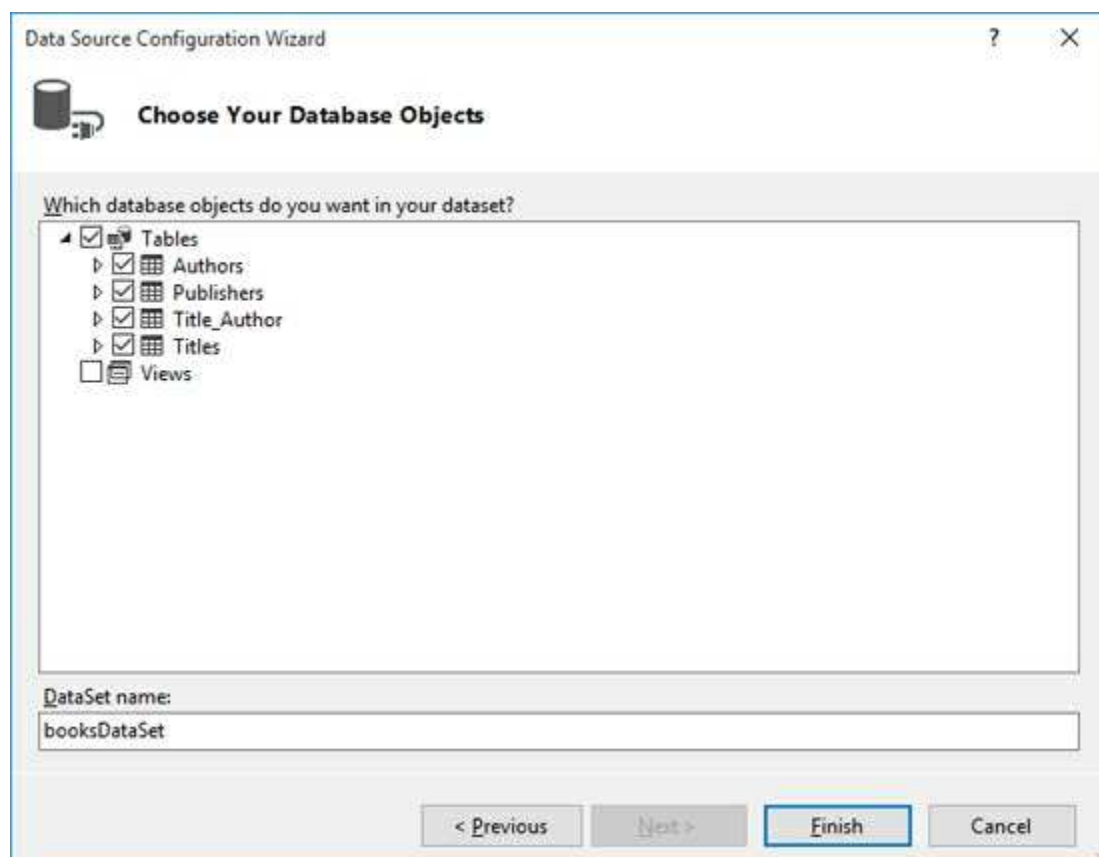 Data Source Configuration Wizard
?
Choose Your Database Objects
Which database objects do you want in your dataset?
Tables
Authors
Publishers
Title_Author
Titles
Views
DataSet name:
booksDataSet
< Previous Next > Finish Cancel